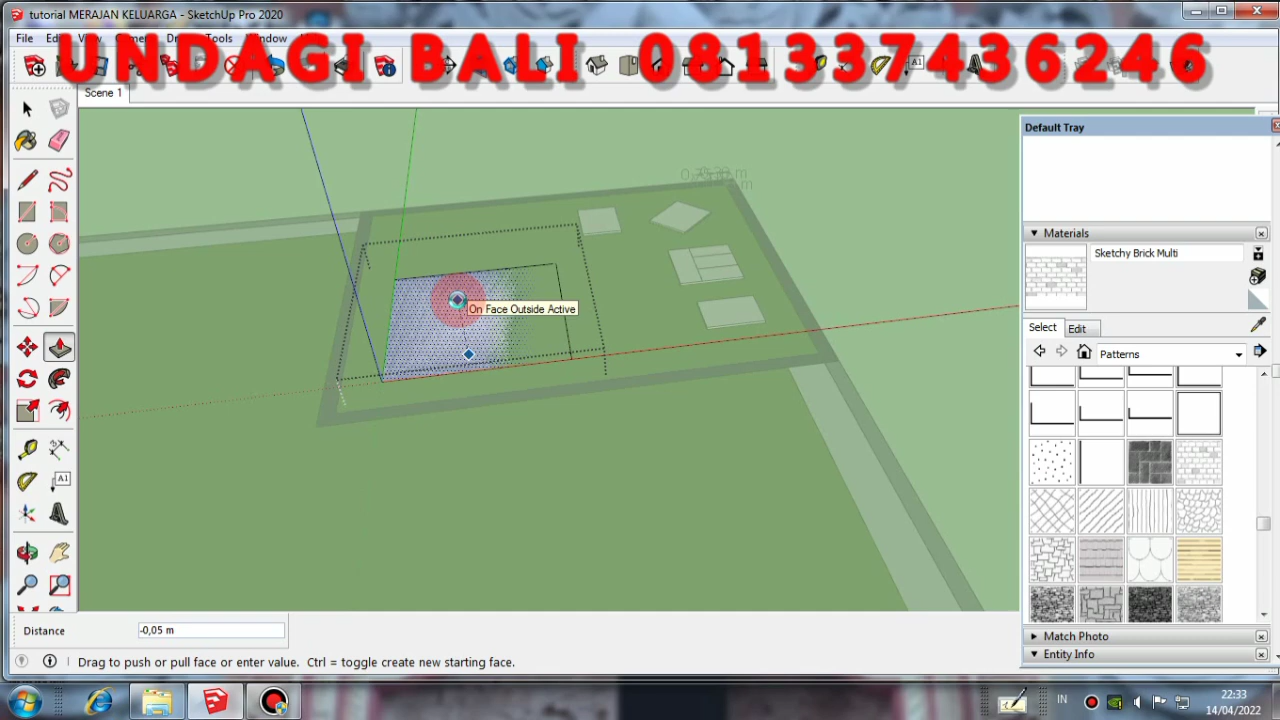 tutorial MERAJAN KELUARGA - SketchUp Pro 2020
File
Tools
Window
UNDAGI BALI 081337436246
Scene 1
Default Tray
Materials
Sketchy Brick Multi
Select Edit
Patterns
On Face Outside Active
Match Photo
Entity Info
Distance -0,05 m
Drag to push or pull face or enter value. Ctrl = toggle create new starting face.
IN
22:33
14/04/2022